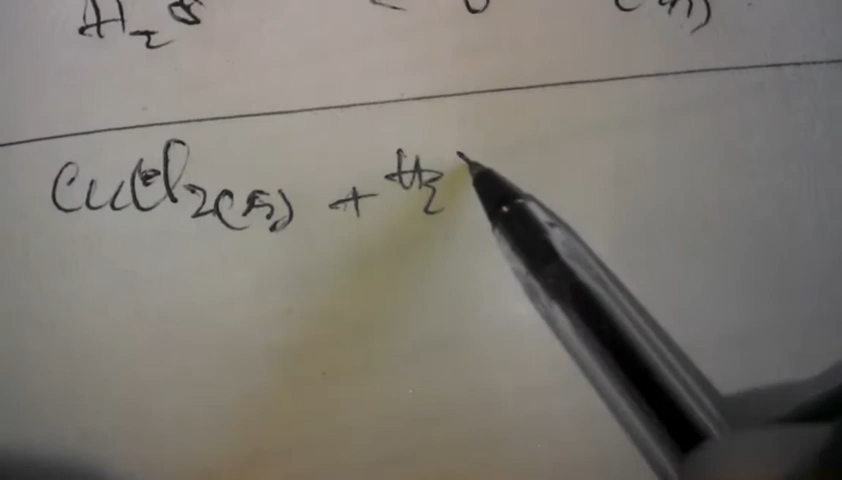 H₂S
CuCl₂(s) + H₂